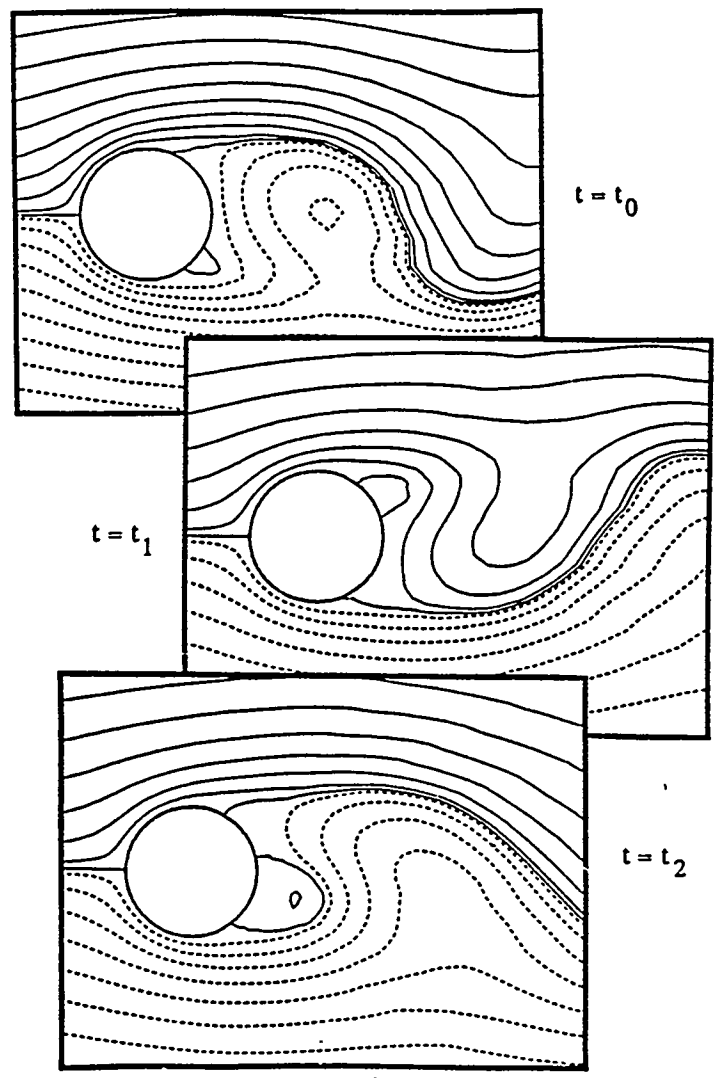 t = t₀
t = t₁
t = t₂